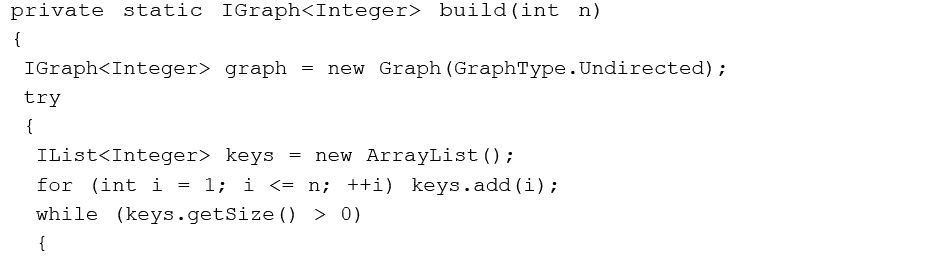 private static IGraph<Integer> build(int n)
{
IGraph<Integer> graph = new Graph(GraphType.Undirected);
try
{
IList<Integer> keys = new ArrayList();
for (int i = 1; i <= n; ++i) keys.add(i);
while (keys.getSize() > 0)
{